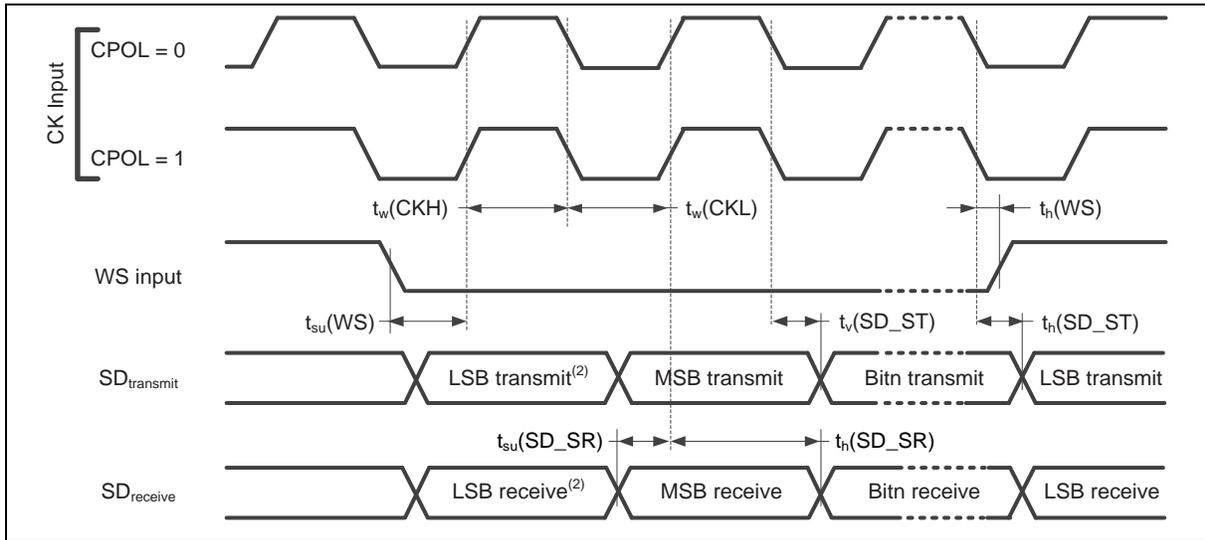 CK Input
CPOL = 0
CPOL = 1
tw(CKH)
tw(CKL)
th(WS)
WS input
tsu(WS)
tv(SD_ST)
th(SD_ST)
SDtransmit
LSB transmit(2)
MSB transmit
Bitn transmit
LSB transmit
tsu(SD_SR)
th(SD_SR)
SDreceive
LSB receive(2)
MSB receive
Bitn receive
LSB receive